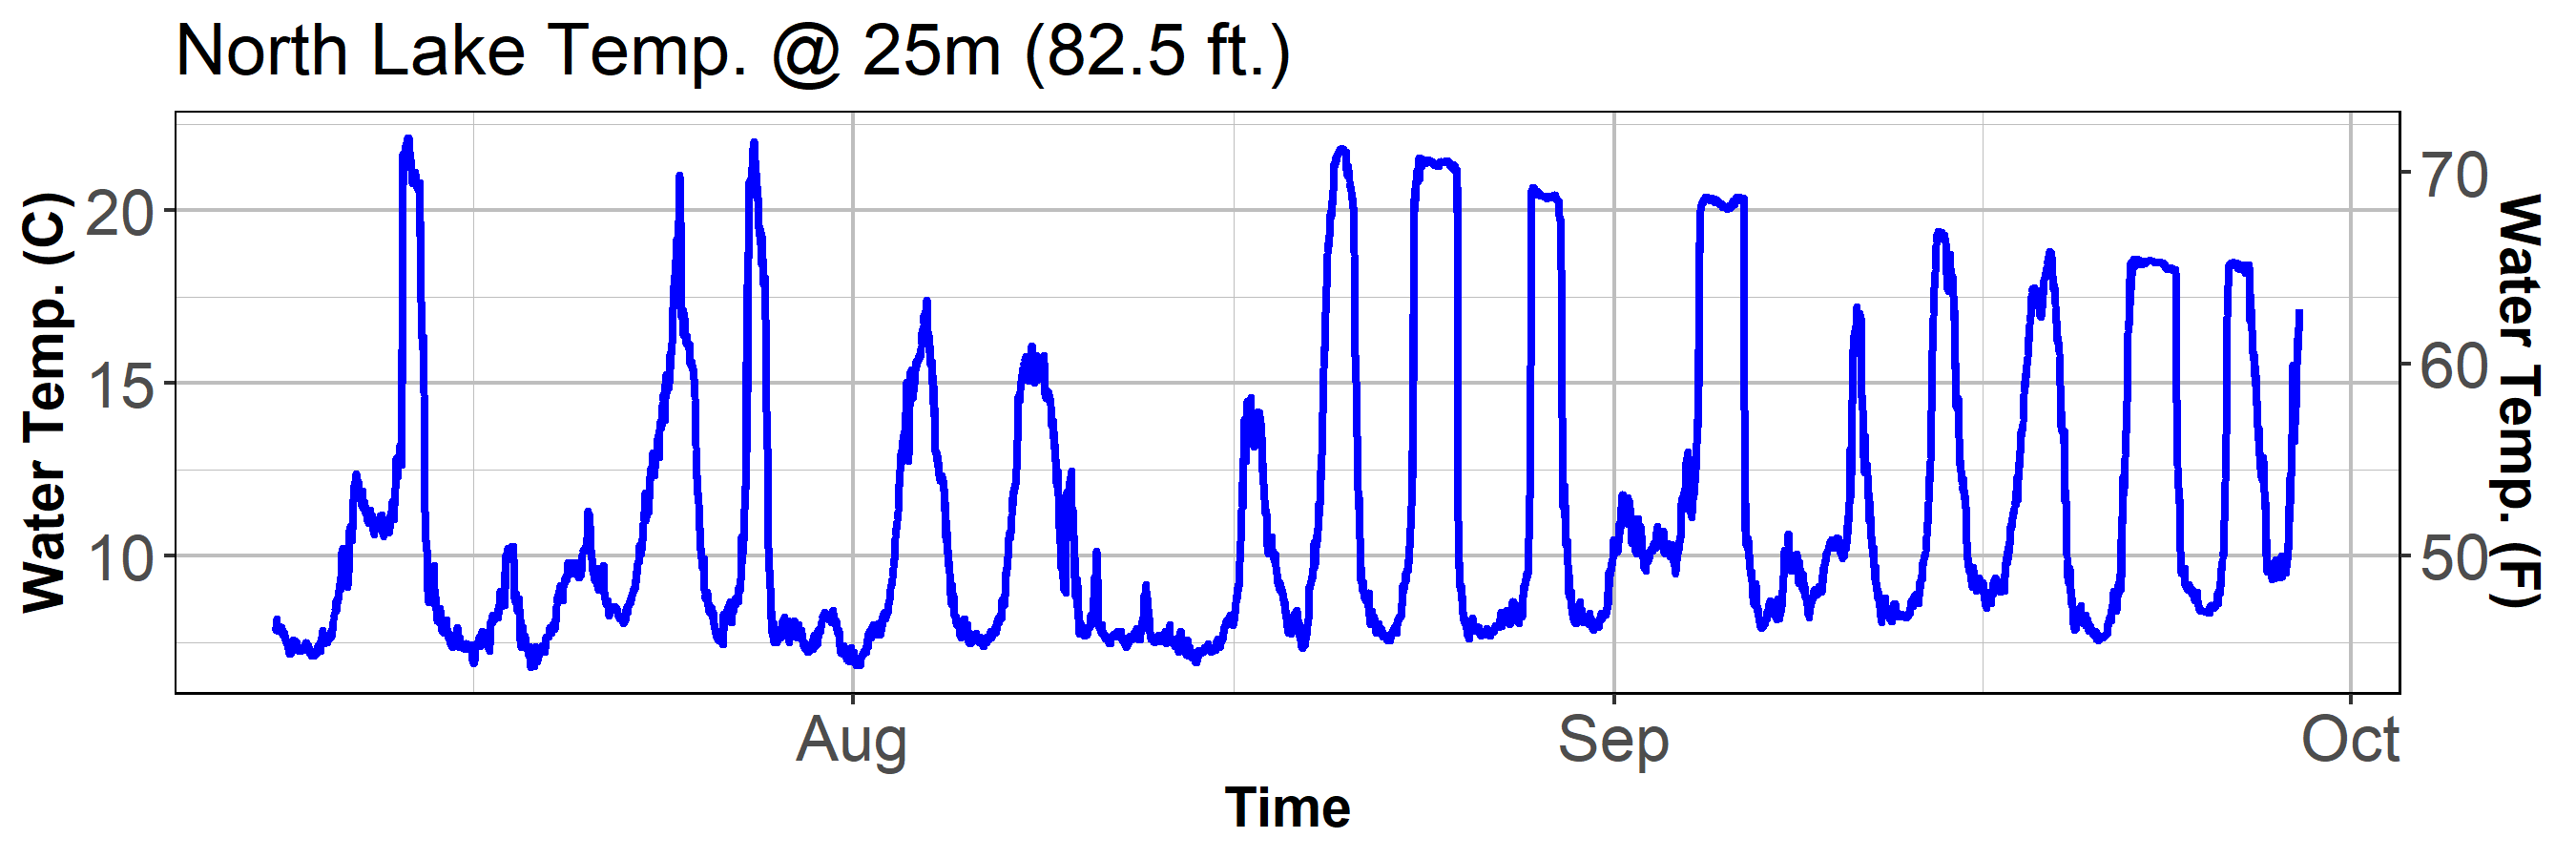 North Lake Temp. @ 25m (82.5 ft.)
Water Temp. (C)
20
15
10
70
60
50
Water Temp. (F)
Aug
Sep
Oct
Time